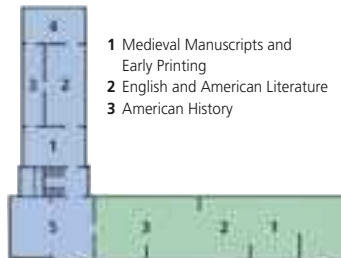 4
3 2
1
5
3 2 1
1 Medieval Manuscripts and
Early Printing
2 English and American Literature
3 American History